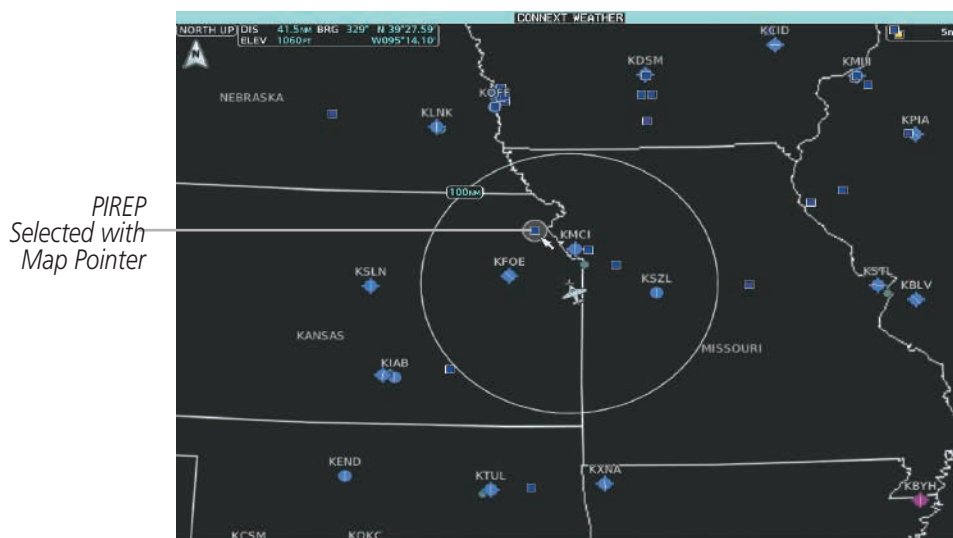 CONNEXT WEATHER
NORTH UP
DIS 41.5NM BRG 329° N 39°27.59'
ELEV 1060FT W095°14.10'
N
5n
KCID
KDSM
KMLI
NEBRASKA
KOFF
KLNK
KPIA
100NM
PIREP
Selected with
Map Pointer
KMCI
KFOE
KSLN
KSZL
KSTL
KBLV
KANSAS
MISSOURI
KIAB
KEND
KTUL
KXNA
KBYH
KCSM
KOKC